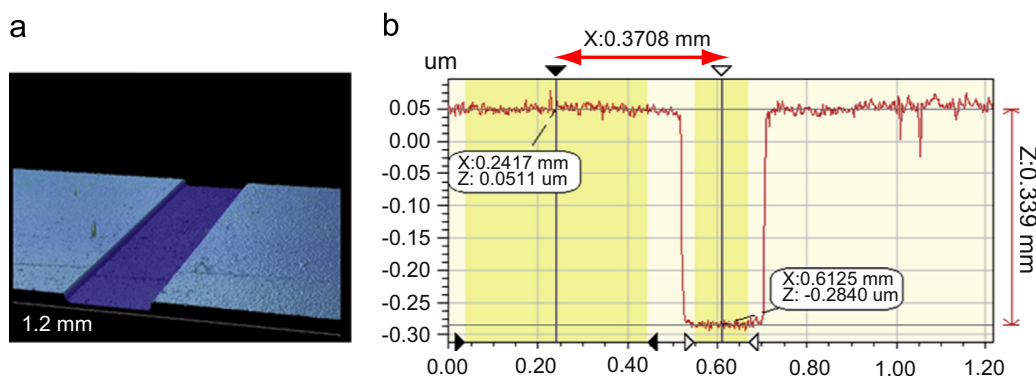 a
1.2 mm
b
X:0.3708 mm
um
0.05
0.00
-0.05
-0.10
-0.15
-0.20
-0.25
-0.30
X:0.2417 mm
Z: 0.0511 um
X:0.6125 mm
Z: -0.2840 um
Z:0.339 mm
0.00 0.20 0.40 0.60 0.80 1.00 1.20